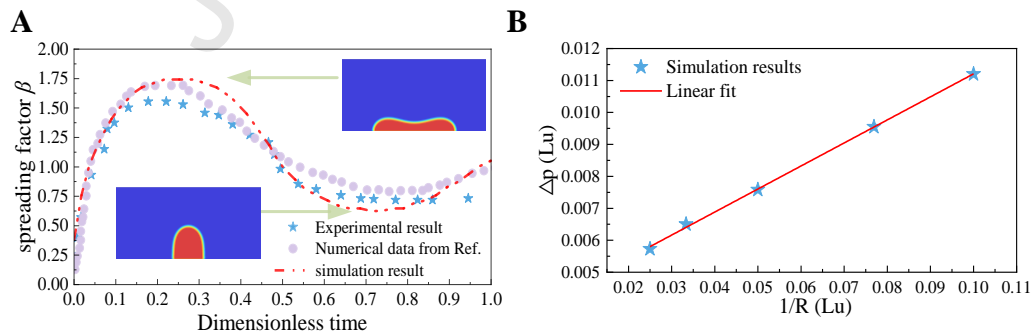 A
2.00
1.75
1.50
1.25
1.00
0.75
0.50
0.25
0.00
spreading factor β
0.0 0.1 0.2 0.3 0.4 0.5 0.6 0.7 0.8 0.9 1.0
Dimensionless time
Experimental result
Numerical data from Ref.
simulation result
B
0.012
0.011
0.010
0.009
0.008
0.007
0.006
0.005
Δp (Lu)
0.02 0.03 0.04 0.05 0.06 0.07 0.08 0.09 0.10 0.11
1/R (Lu)
Simulation results
Linear fit